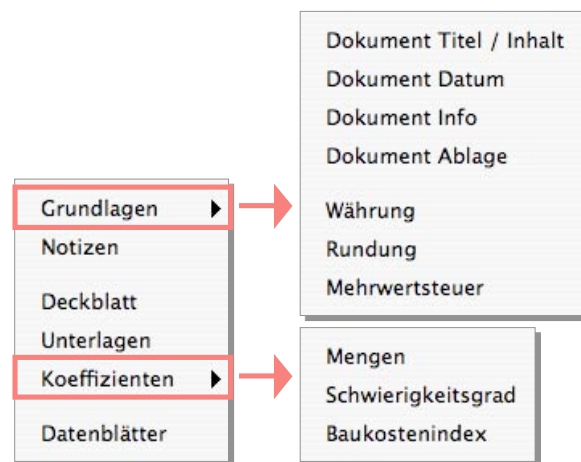 Grundlagen
Notizen
Deckblatt
Unterlagen
Koeffizienten
Datenblätter
Dokument Titel / Inhalt
Dokument Datum
Dokument Info
Dokument Ablage
Währung
Rundung
Mehrwertsteuer
Mengen
Schwierigkeitsgrad
Baukostenindex